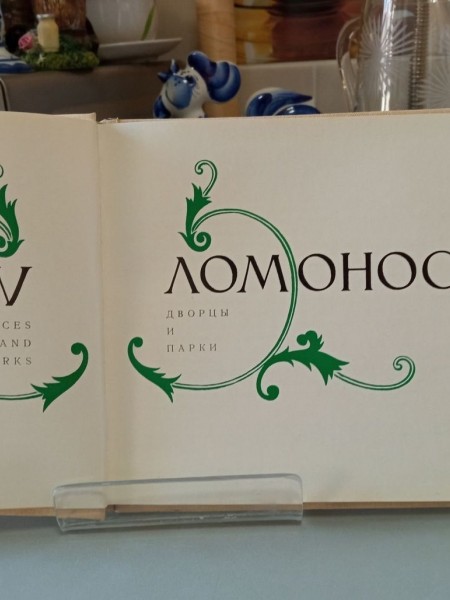 V
CES
AND
RKS
ЛОМОНОС
ДВОРЦЫ
И
ПАРКИ